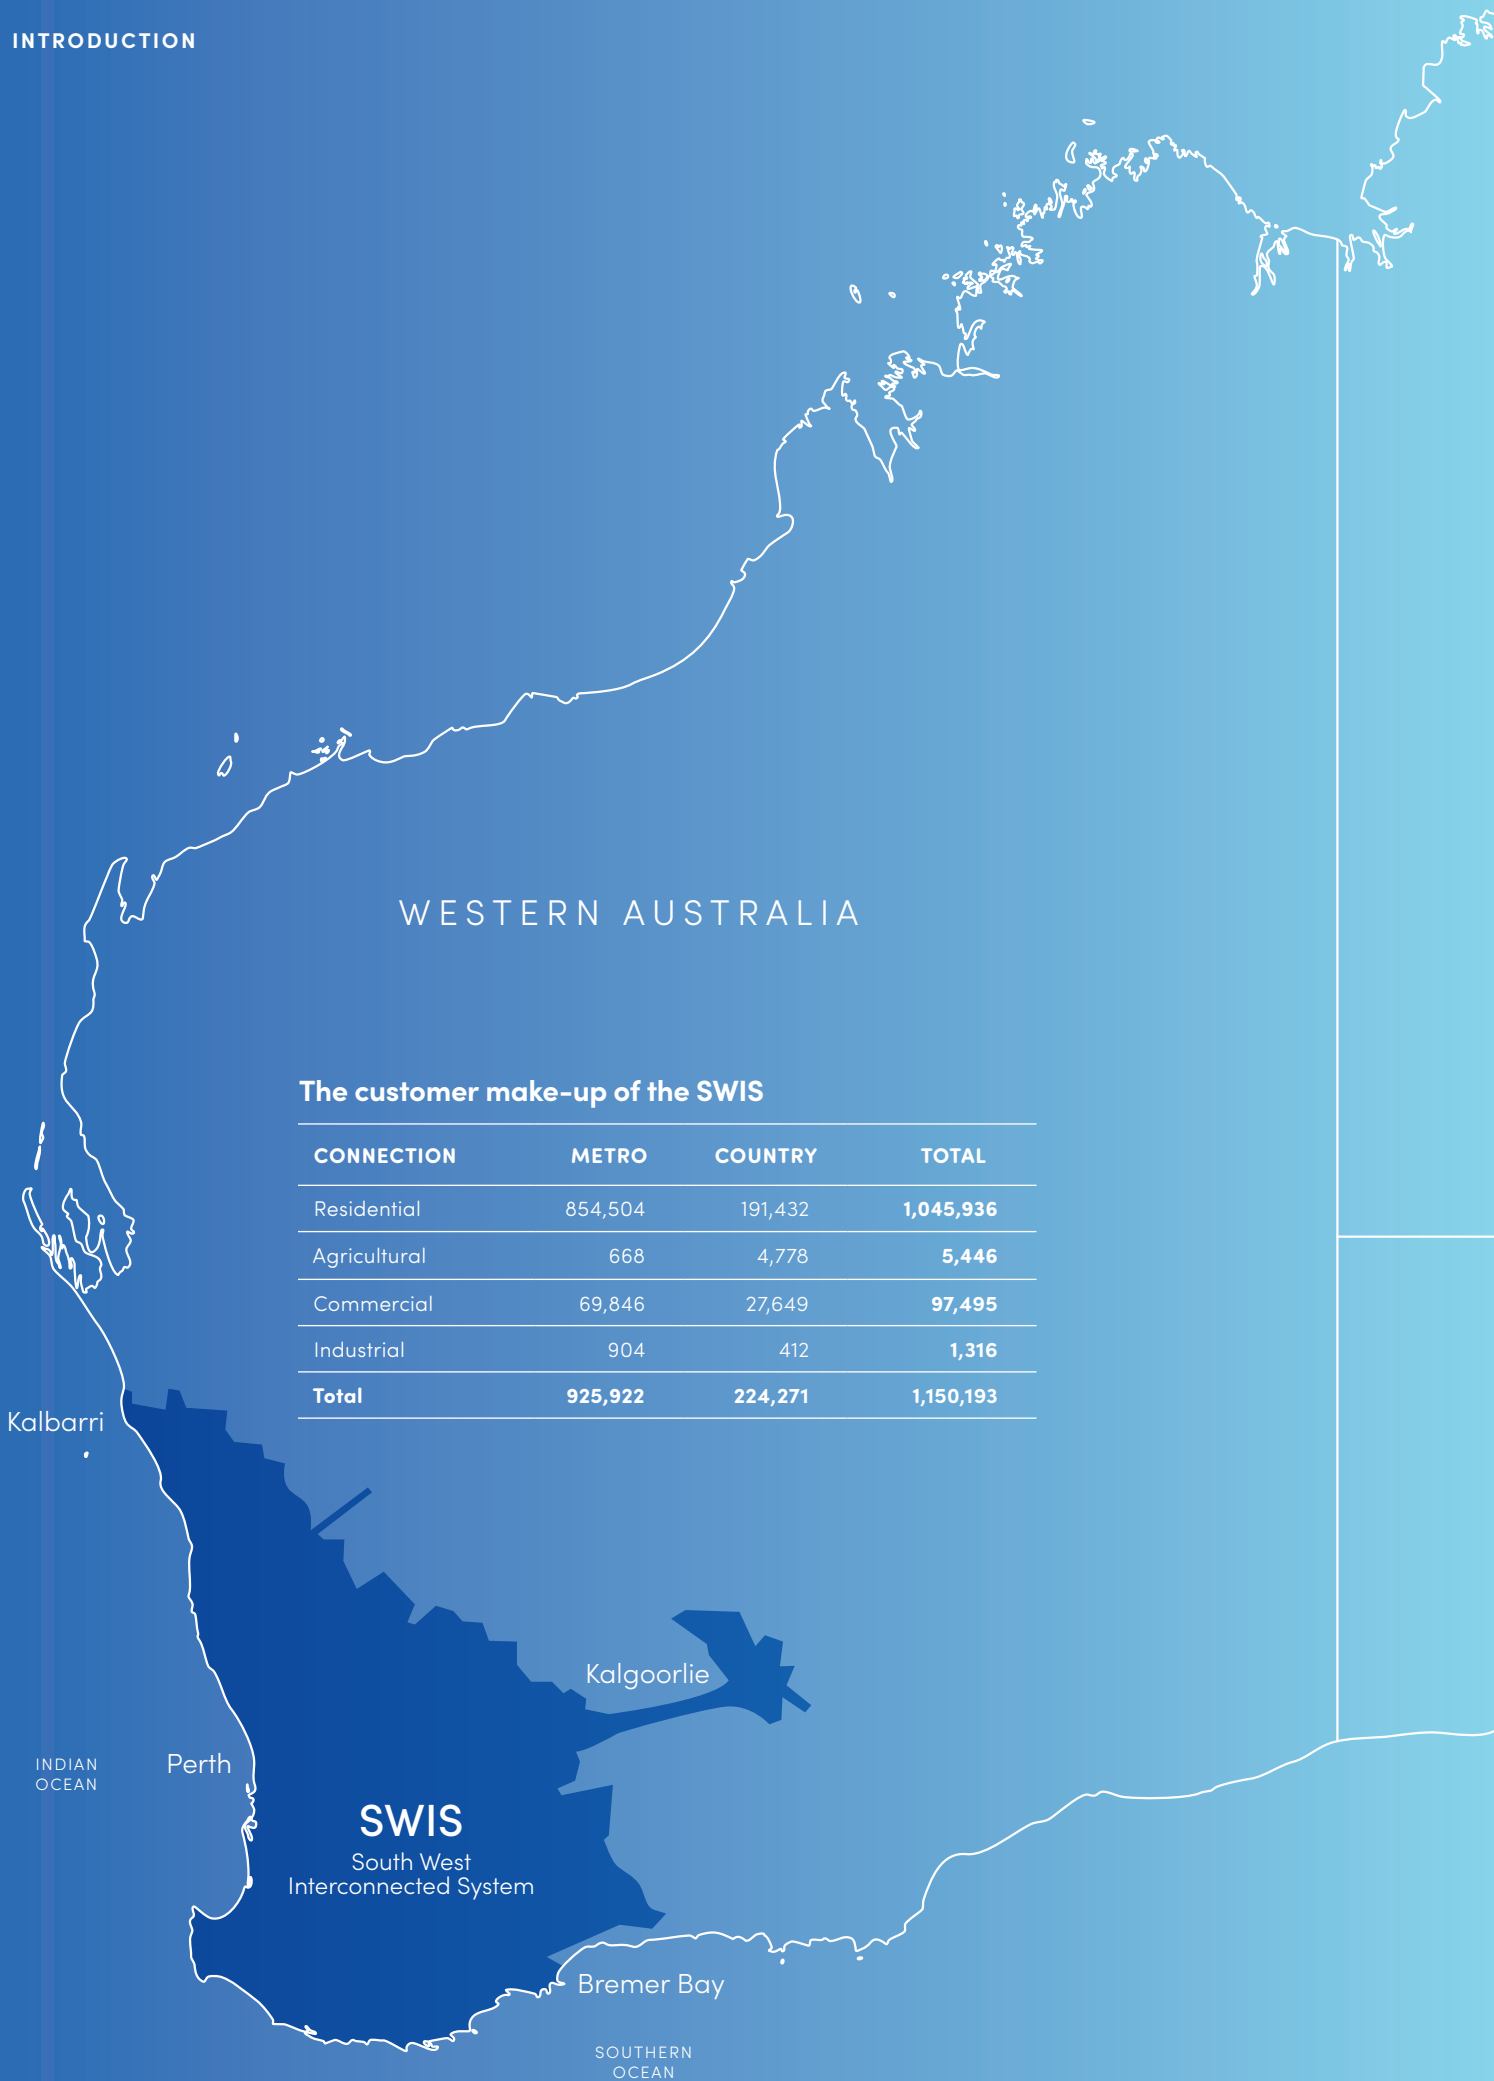 INTRODUCTION
WESTERN AUSTRALIA
The customer make-up of the SWIS
CONNECTION METRO COUNTRY TOTAL
Residential 854,504 191,432 1,045,936
Agricultural 668 4,778 5,446
Commercial 69,846 27,649 97,495
Industrial 904 412 1,316
Total 925,922 224,271 1,150,193
Kalbarri
Kalgoorlie
Perth
INDIAN
OCEAN
SWIS
South West
Interconnected System
Bremer Bay
SOUTHERN
OCEAN